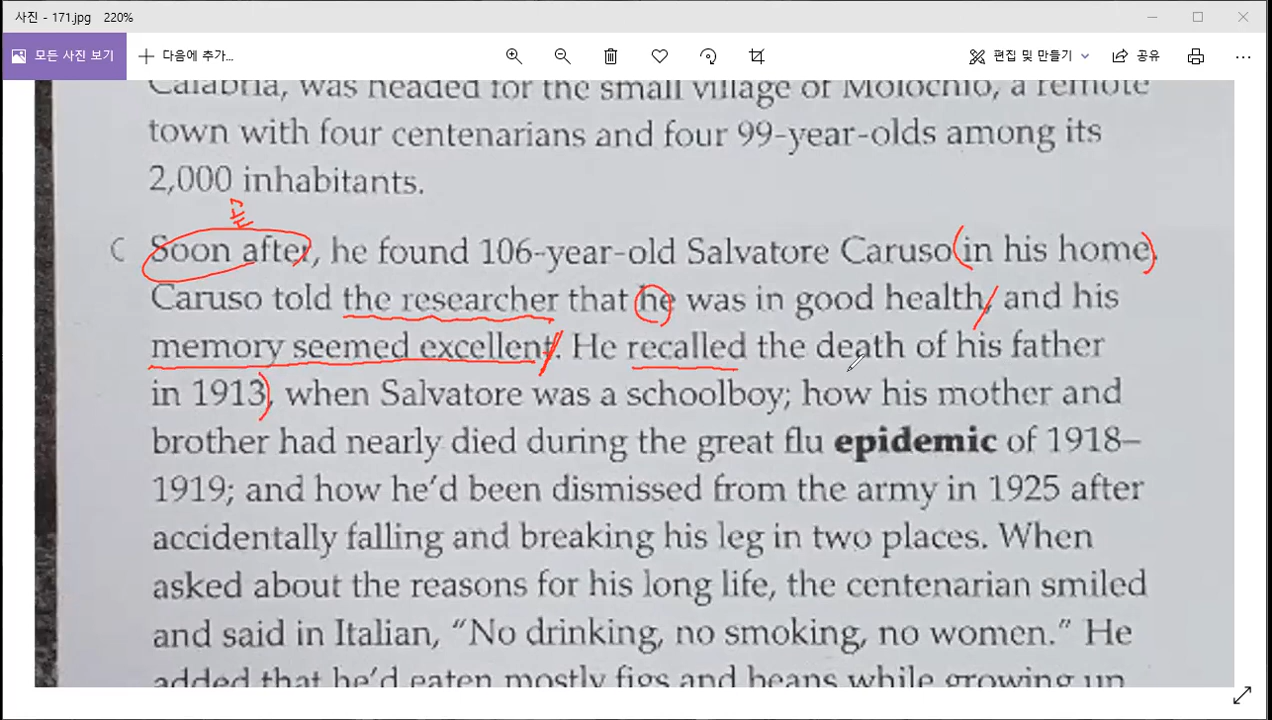 사진 - 171.jpg 220%
모든 사진 보기 다음에 추가... 편집 및 만들기 공유
Calabria, was headed for the small village of Molochio, a remote
town with four centenarians and four 99-year-olds among its
2,000 inhabitants.
C Soon after, he found 106-year-old Salvatore Caruso in his home.
Caruso told the researcher that he was in good health, and his
memory seemed excellent. He recalled the death of his father
in 1913, when Salvatore was a schoolboy; how his mother and
brother had nearly died during the great flu epidemic of 1918–
1919; and how he'd been dismissed from the army in 1925 after
accidentally falling and breaking his leg in two places. When
asked about the reasons for his long life, the centenarian smiled
and said in Italian, “No drinking, no smoking, no women.” He
added that he'd eaten mostly figs and beans while growing up